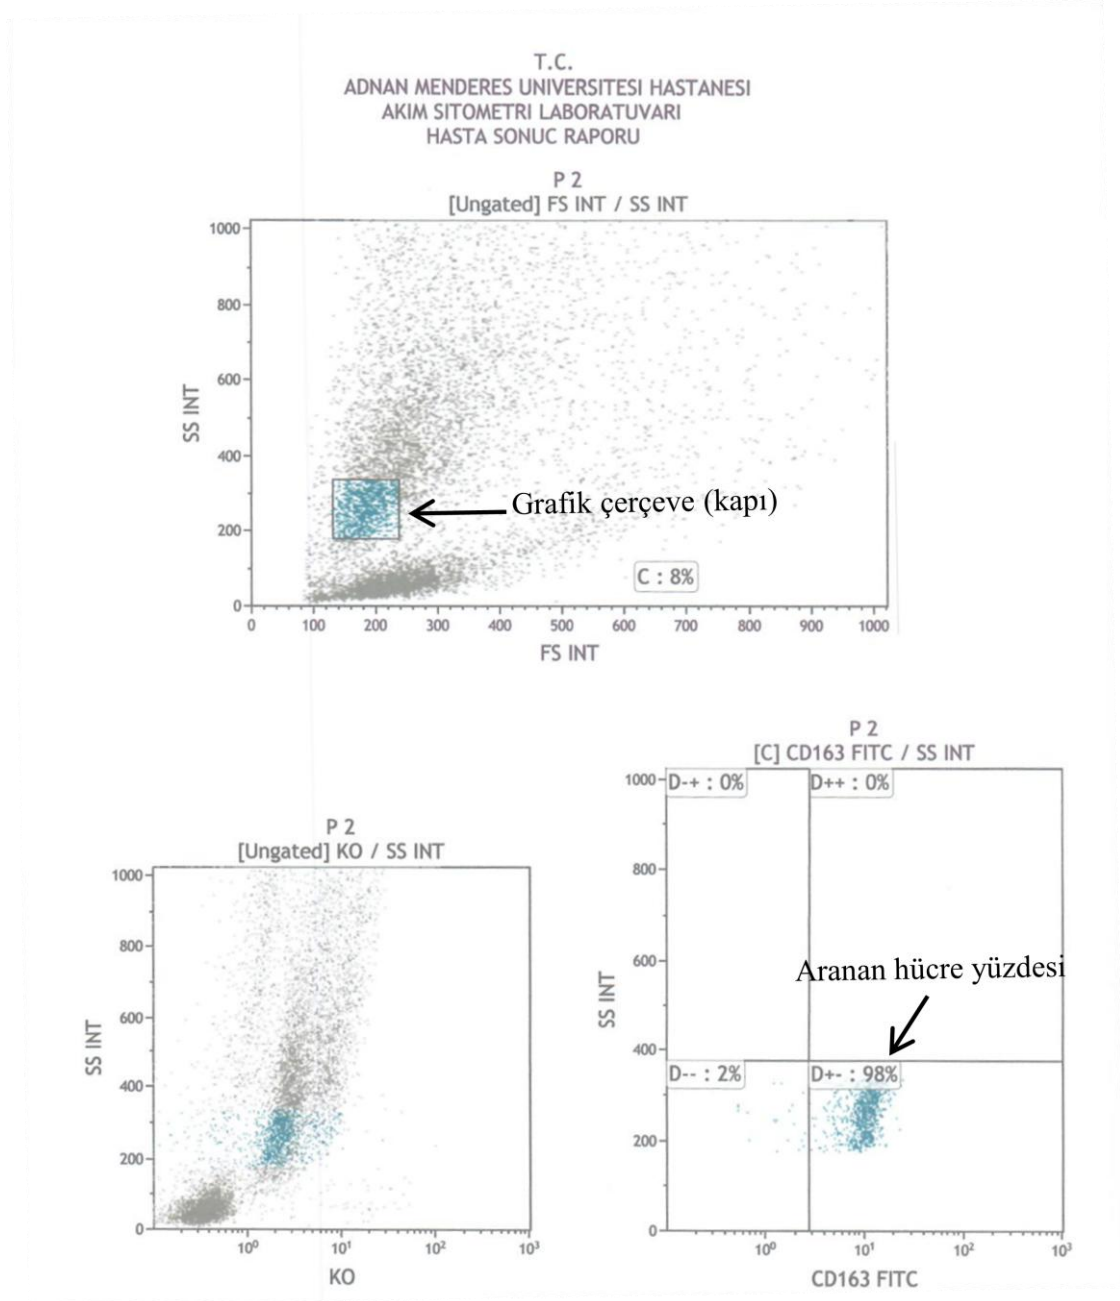 T.C.
ADNAN MENDERES UNIVERSITESI HASTANESI
AKIM SITOMETRI LABORATUVARI
HASTA SONUC RAPORU
P 2
[Ungated] FS INT / SS INT
1000
800
600
400
200
0
SS INT
Grafik çerçeve (kapı)
C : 8%
0 100 200 300 400 500 600 700 800 900 1000
FS INT
P 2
[Ungated] KO / SS INT
1000
800
600
400
200
0
SS INT
10⁰ 10¹ 10² 10³
KO
P 2
[C] CD163 FITC / SS INT
1000
800
600
400
200
0
SS INT
D-+ : 0% D++ : 0%
Aranan hücre yüzdesi
D-- : 2% D+- : 98%
10⁰ 10¹ 10² 10³
CD163 FITC